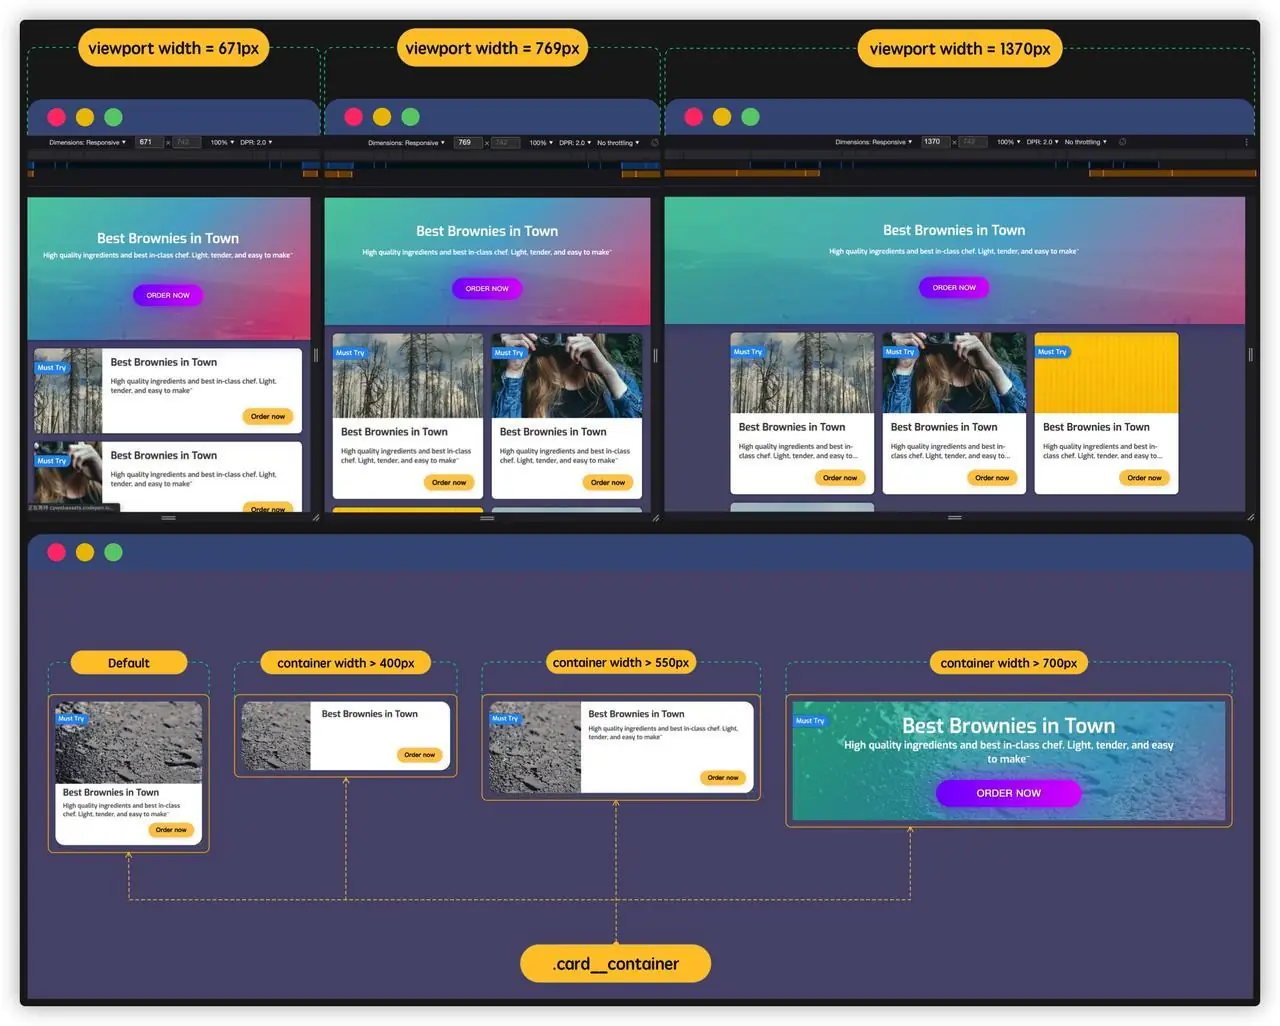 viewport width = 671px
viewport width = 769px
viewport width = 1370px
Dimensions: Responsive ▼ 671 × 742 100% ▼ DPR: 2.0 ▼
Dimensions: Responsive ▼ 769 × 742 100% ▼ DPR: 2.0 ▼ No throttling ▼
Dimensions: Responsive ▼ 1370 × 742 100% ▼ DPR: 2.0 ▼ No throttling ▼
Best Brownies in Town
High quality ingredients and best in-class chef. Light, tender, and easy to make~
ORDER NOW
Must Try
Best Brownies in Town
High quality ingredients and best in-class chef. Light,
tender, and easy to make~
Order now
Must Try
Best Brownies in Town
High quality ingredients and best in-class chef. Light,
tender, and easy to make~
Order now
Best Brownies in Town
High quality ingredients and best in-class chef. Light, tender, and easy to make~
ORDER NOW
Must Try
Best Brownies in Town
High quality ingredients and best in-class
chef. Light, tender, and easy to make~
Order now
Must Try
Best Brownies in Town
High quality ingredients and best in-class
chef. Light, tender, and easy to make~
Order now
Best Brownies in Town
High quality ingredients and best in-class chef. Light, tender, and easy to make~
ORDER NOW
Must Try
Best Brownies in Town
High quality ingredients and best in-
class chef. Light, tender, and easy to...
Order now
Must Try
Best Brownies in Town
High quality ingredients and best in-
class chef. Light, tender, and easy to...
Order now
Must Try
Best Brownies in Town
High quality ingredients and best in-
class chef. Light, tender, and easy to...
Order now
Default
container width > 400px
container width > 550px
container width > 700px
Must Try
Best Brownies in Town
High quality ingredients and best in-class
chef. Light, tender, and easy to make~
Order now
Best Brownies in Town
Order now
Must Try
Best Brownies in Town
High quality ingredients and best in-class chef. Light,
tender, and easy to make~
Order now
Must Try
Best Brownies in Town
High quality ingredients and best in-class chef. Light, tender, and easy
to make~
ORDER NOW
.card__container